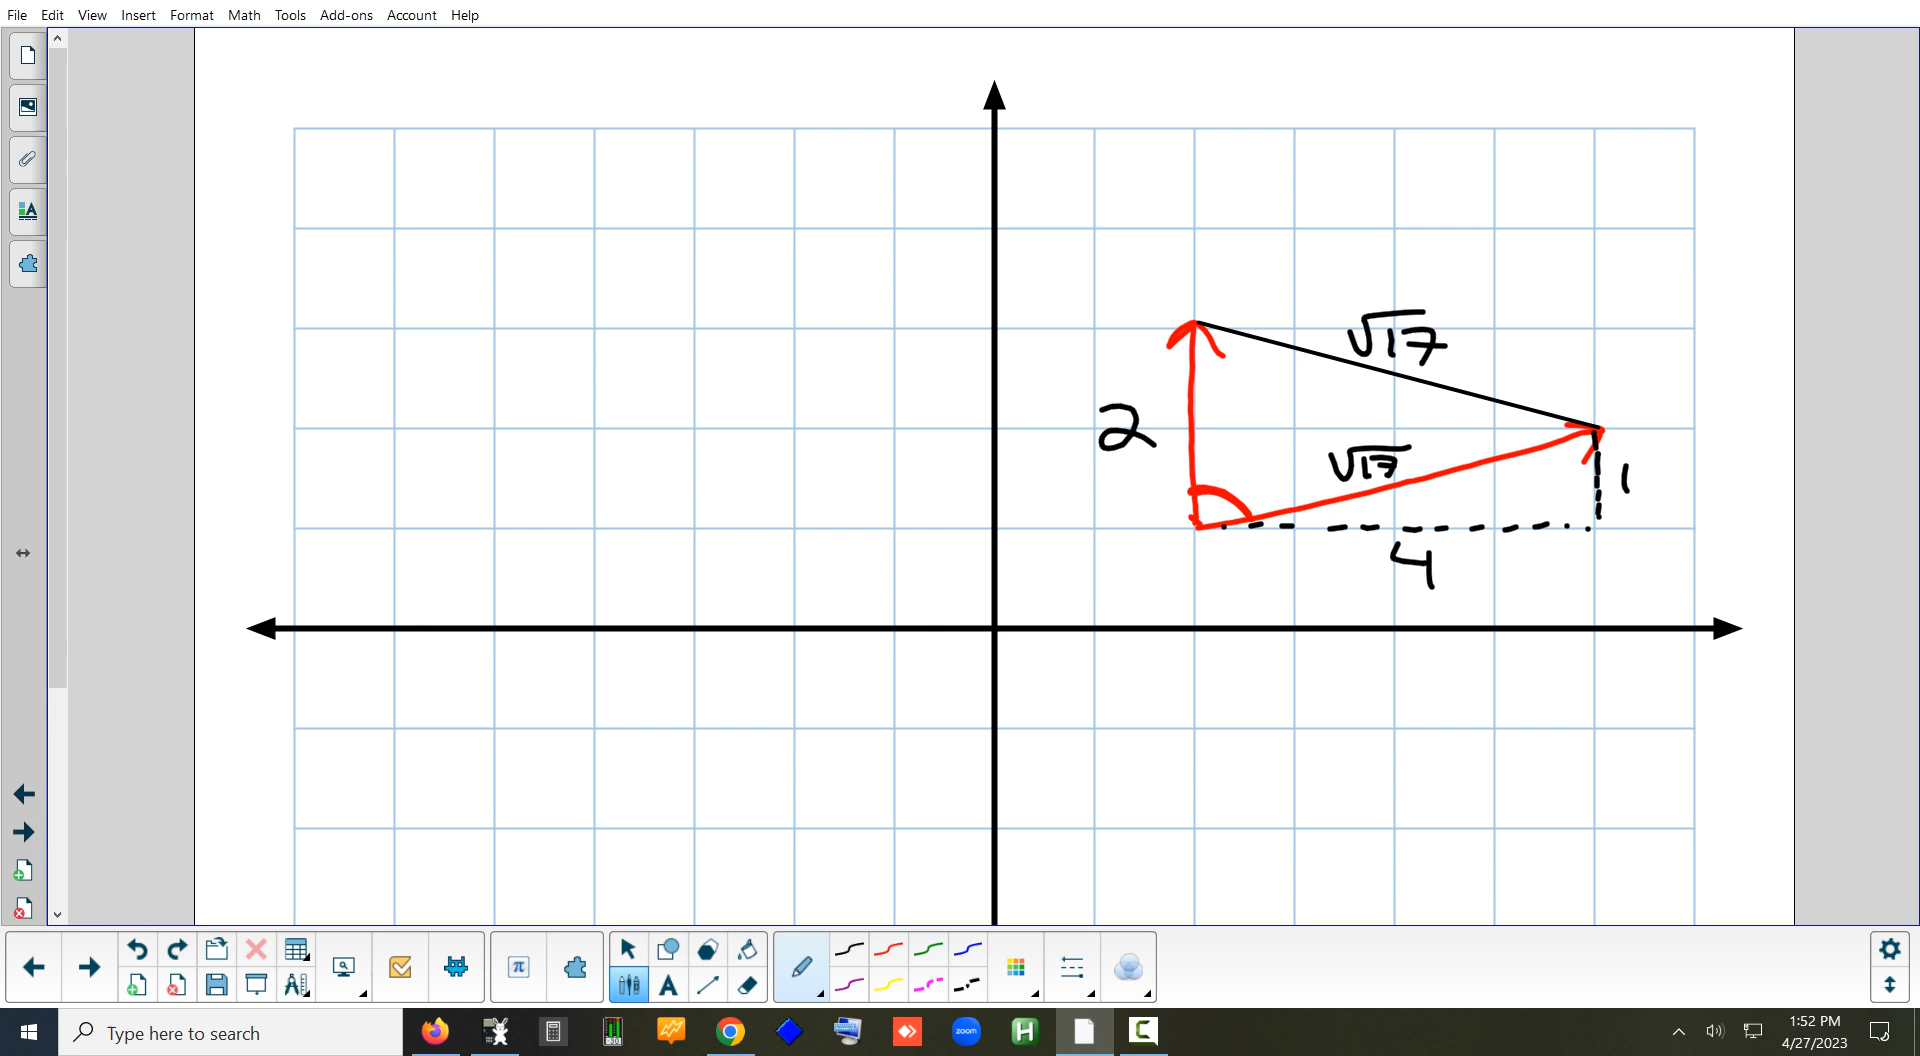 File Edit View Insert Format Math Tools Add-ons Account Help
√17
2
√17
1
4
π
A
zoom
H
C
Type here to search
1:52 PM
4/27/2023